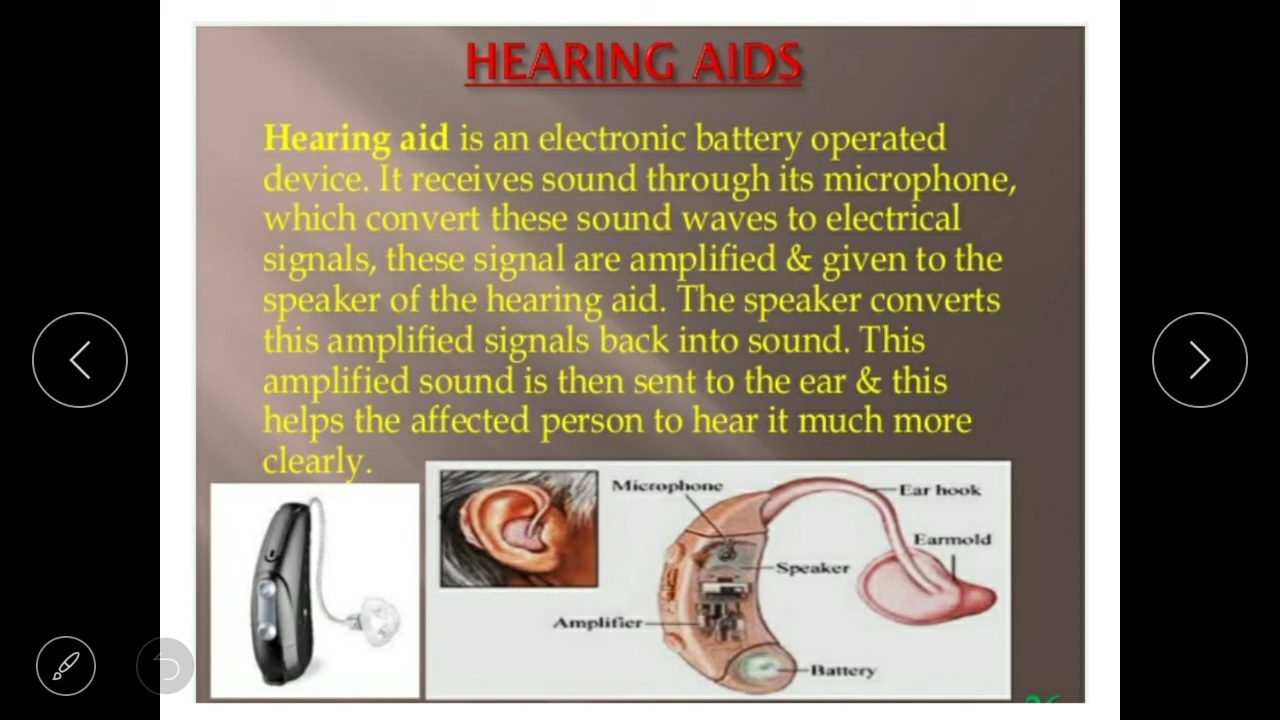 HEARING AIDS
Hearing aid is an electronic battery operated
device. It receives sound through its microphone,
which convert these sound waves to electrical
signals, these signal are amplified & given to the
speaker of the hearing aid. The speaker converts
this amplified signals back into sound. This
amplified sound is then sent to the ear & this
helps the affected person to hear it much more
clearly.
Microphone
Ear hook
Earmold
Speaker
Amplifier
Battery